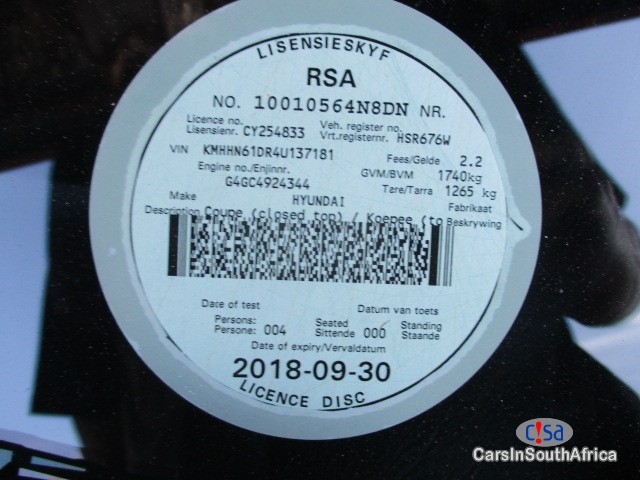 LISENSIESKYF
RSA
NO. 10010564N8DN NR.
Licence no. Veh. register no.
Lisensienr. CY254833 Vrt.registernr. HSR676W
VIN KMHHN61DR4U137181 Fees/Gelde 2.2
Engine no./Enjinnr. GVM/BVM 1740kg
G4GC4924344 Tere/Tarra 1265 kg
Make HYUNDAI Fabrikaat
Description Coupe (closed top) / Koepee (to Beskrywing
Date of test Datum van toets
Persons: Seated Standing
Persone: 004 Sittende 000 Staande
Date of expiry/Vervaldatum
2018-09-30
LICENCE DISC
c!sa
CarsInSouthAfrica